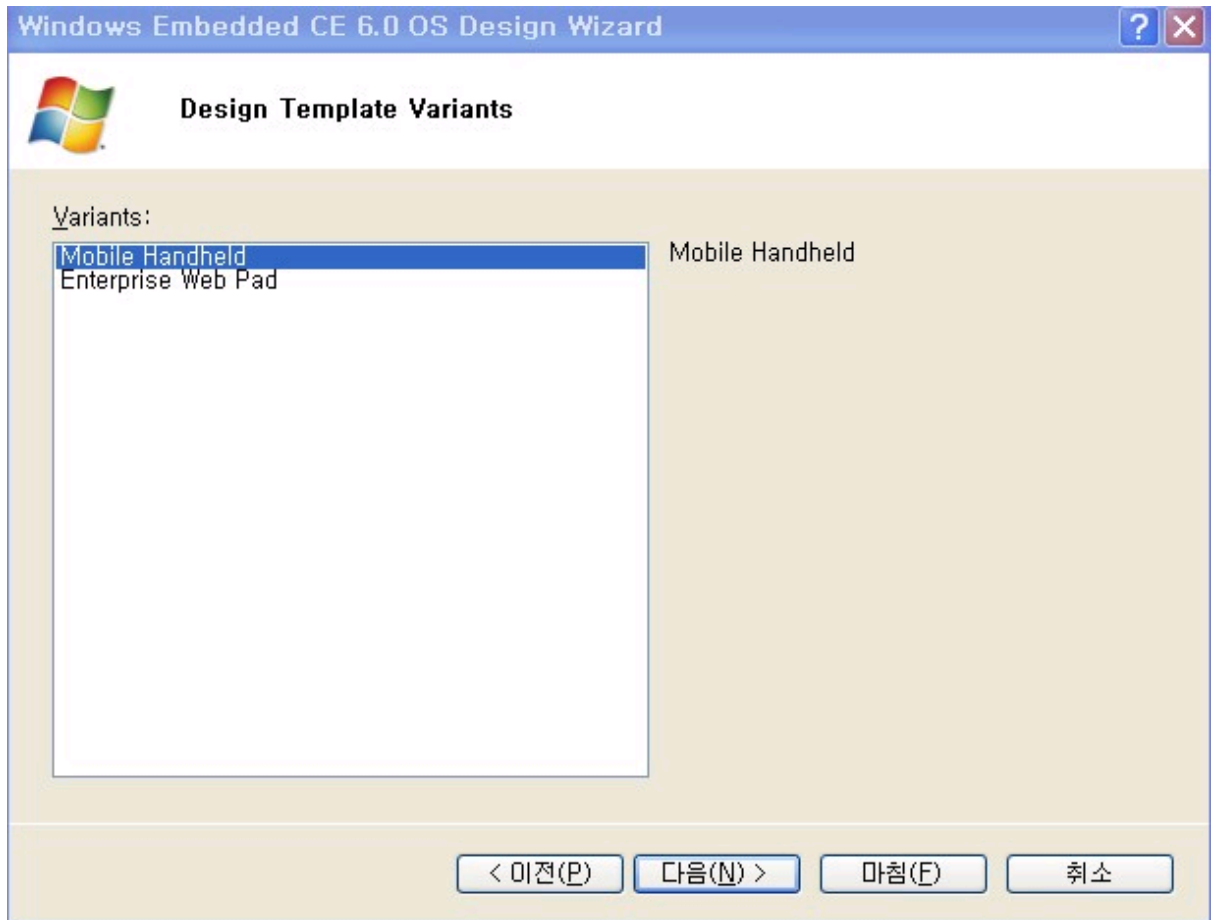 Windows Embedded CE 6.0 OS Design Wizard
Design Template Variants
Variants:
Mobile Handheld
Enterprise Web Pad
Mobile Handheld
< 이전(P)
다음(N) >
마침(F)
취소